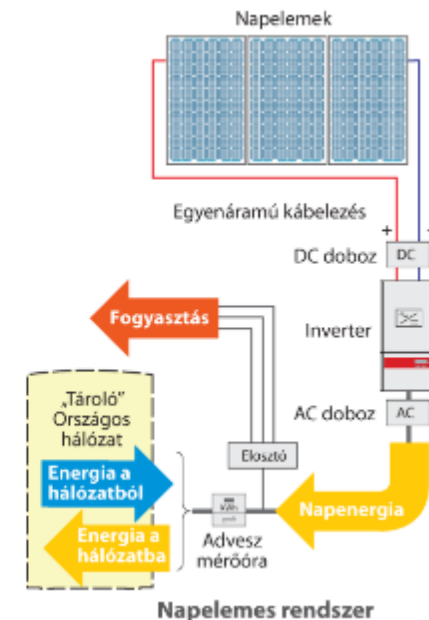 Napelemek
Egyenáramú kábelezés
+ -
DC doboz
DC
Inverter
Fogyasztás
„Tároló”
Országos
hálózat
AC doboz
AC
Elosztó
Energia a
hálózatból
Energia a
hálózatba
kWh
Napenergia
Advesz
mérőóra
Napelemes rendszer